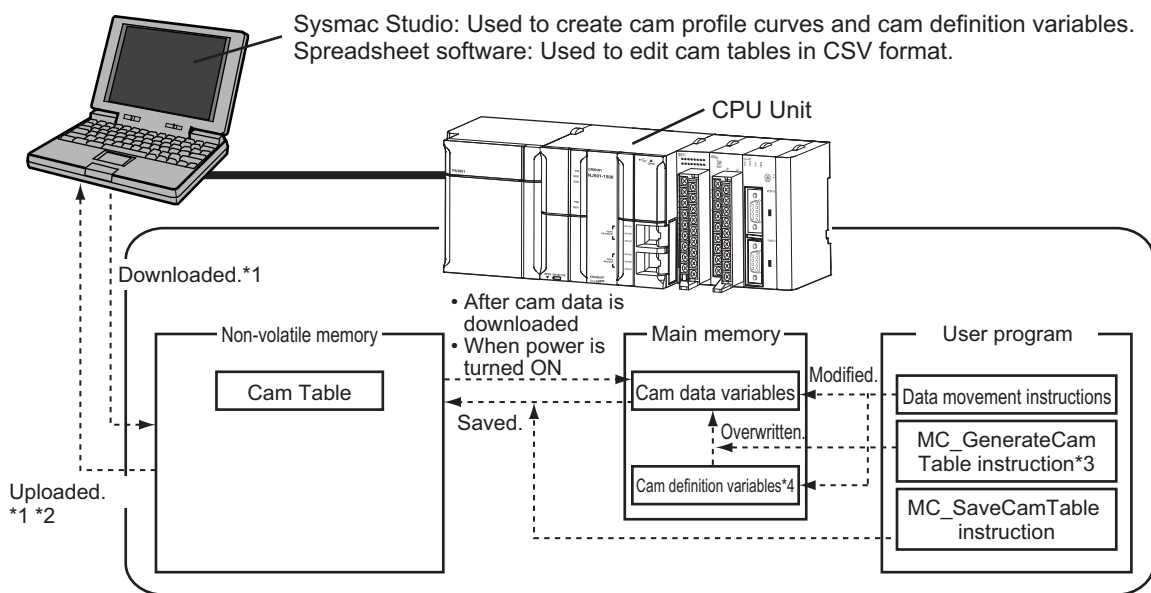 Sysmac Studio: Used to create cam profile curves and cam definition variables.
Spreadsheet software: Used to edit cam tables in CSV format.
CPU Unit
Downloaded.*1
• After cam data is
downloaded
• When power is
turned ON
Non-volatile memory
Cam Table
Main memory
Cam data variables
Saved.
Overwritten.
Cam definition variables*4
Modified.
User program
Data movement instructions
MC_GenerateCam
Table instruction*3
MC_SaveCamTable
instruction
Uploaded.
*1 *2